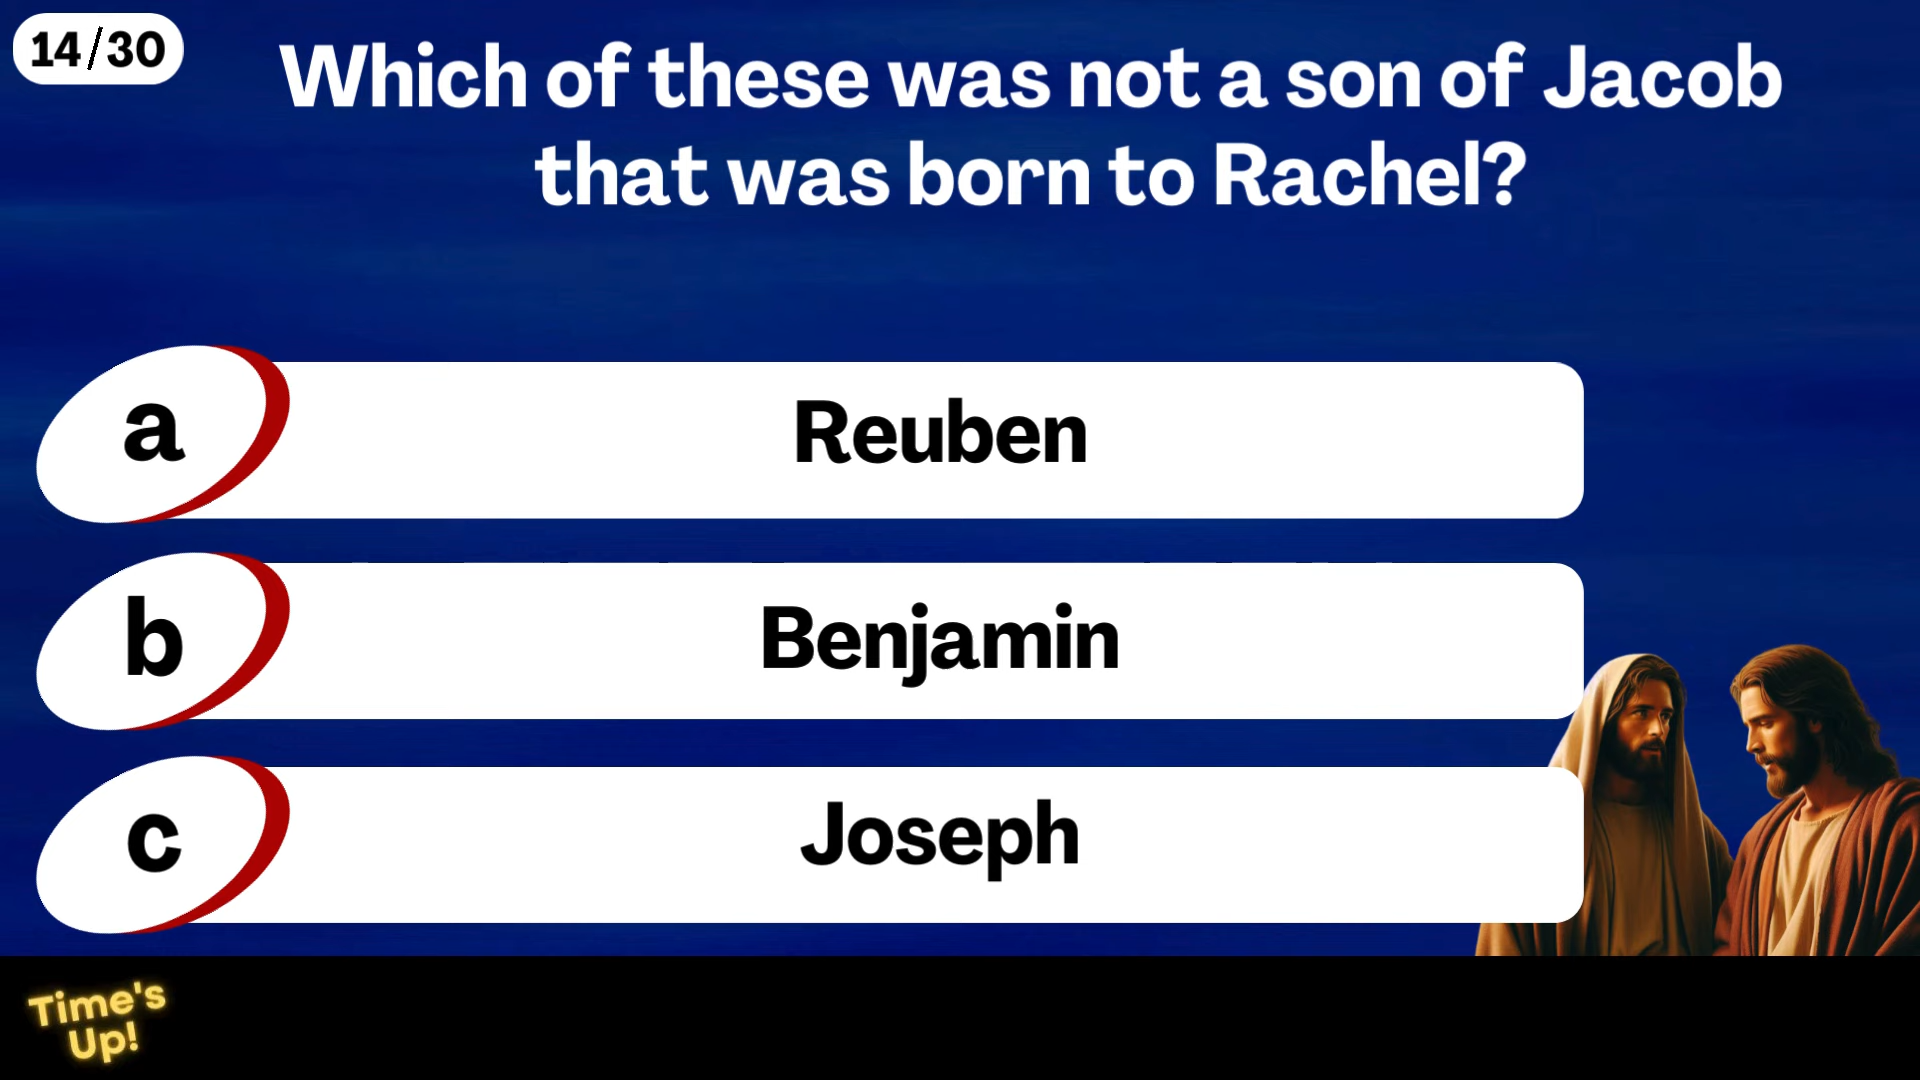 14/30
Which of these was not a son of Jacob
that was born to Rachel?
a
Reuben
b
Benjamin
c
Joseph
Time's
Up!